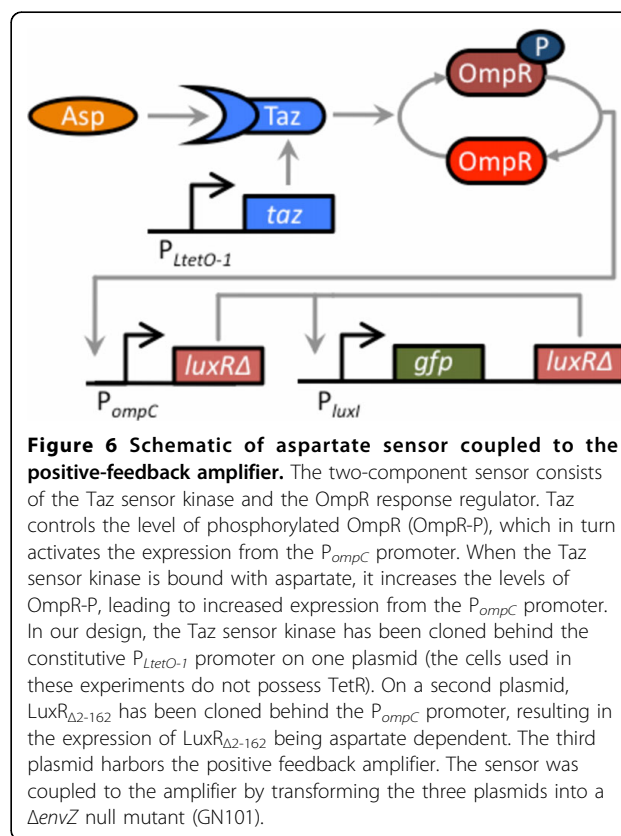 P
OmpR
Asp
Taz
OmpR
taz
P LtetO-1
luxRΔ
gfp
luxRΔ
P ompC
P luxI
Figure 6 Schematic of aspartate sensor coupled to the
positive-feedback amplifier. The two-component sensor consists
of the Taz sensor kinase and the OmpR response regulator. Taz
controls the level of phosphorylated OmpR (OmpR-P), which in turn
activates the expression from the PompC promoter. When the Taz
sensor kinase is bound with aspartate, it increases the levels of
OmpR-P, leading to increased expression from the PompC promoter.
In our design, the Taz sensor kinase has been cloned behind the
constitutive PLtetO-1 promoter on one plasmid (the cells used in
these experiments do not possess TetR). On a second plasmid,
LuxRΔ2-162 has been cloned behind the PompC promoter, resulting in
the expression of LuxRΔ2-162 being aspartate dependent. The third
plasmid harbors the positive feedback amplifier. The sensor was
coupled to the amplifier by transforming the three plasmids into a
ΔenvZ null mutant (GN101).